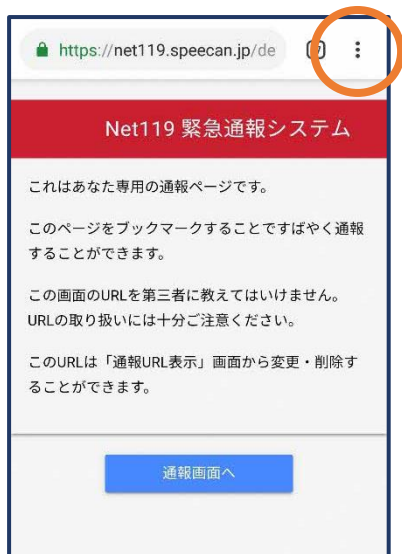 https://net119.speecan.jp/de
Net119 緊急通報システム
これはあなた専用の通報ページです。
このページをブックマークすることですばやく通報
することができます。
この画面のURLを第三者に教えてはいけません。
URLの取り扱いには十分ご注意ください。
このURLは「通報URL表示」画面から変更・削除す
ることができます。
通報画面へ